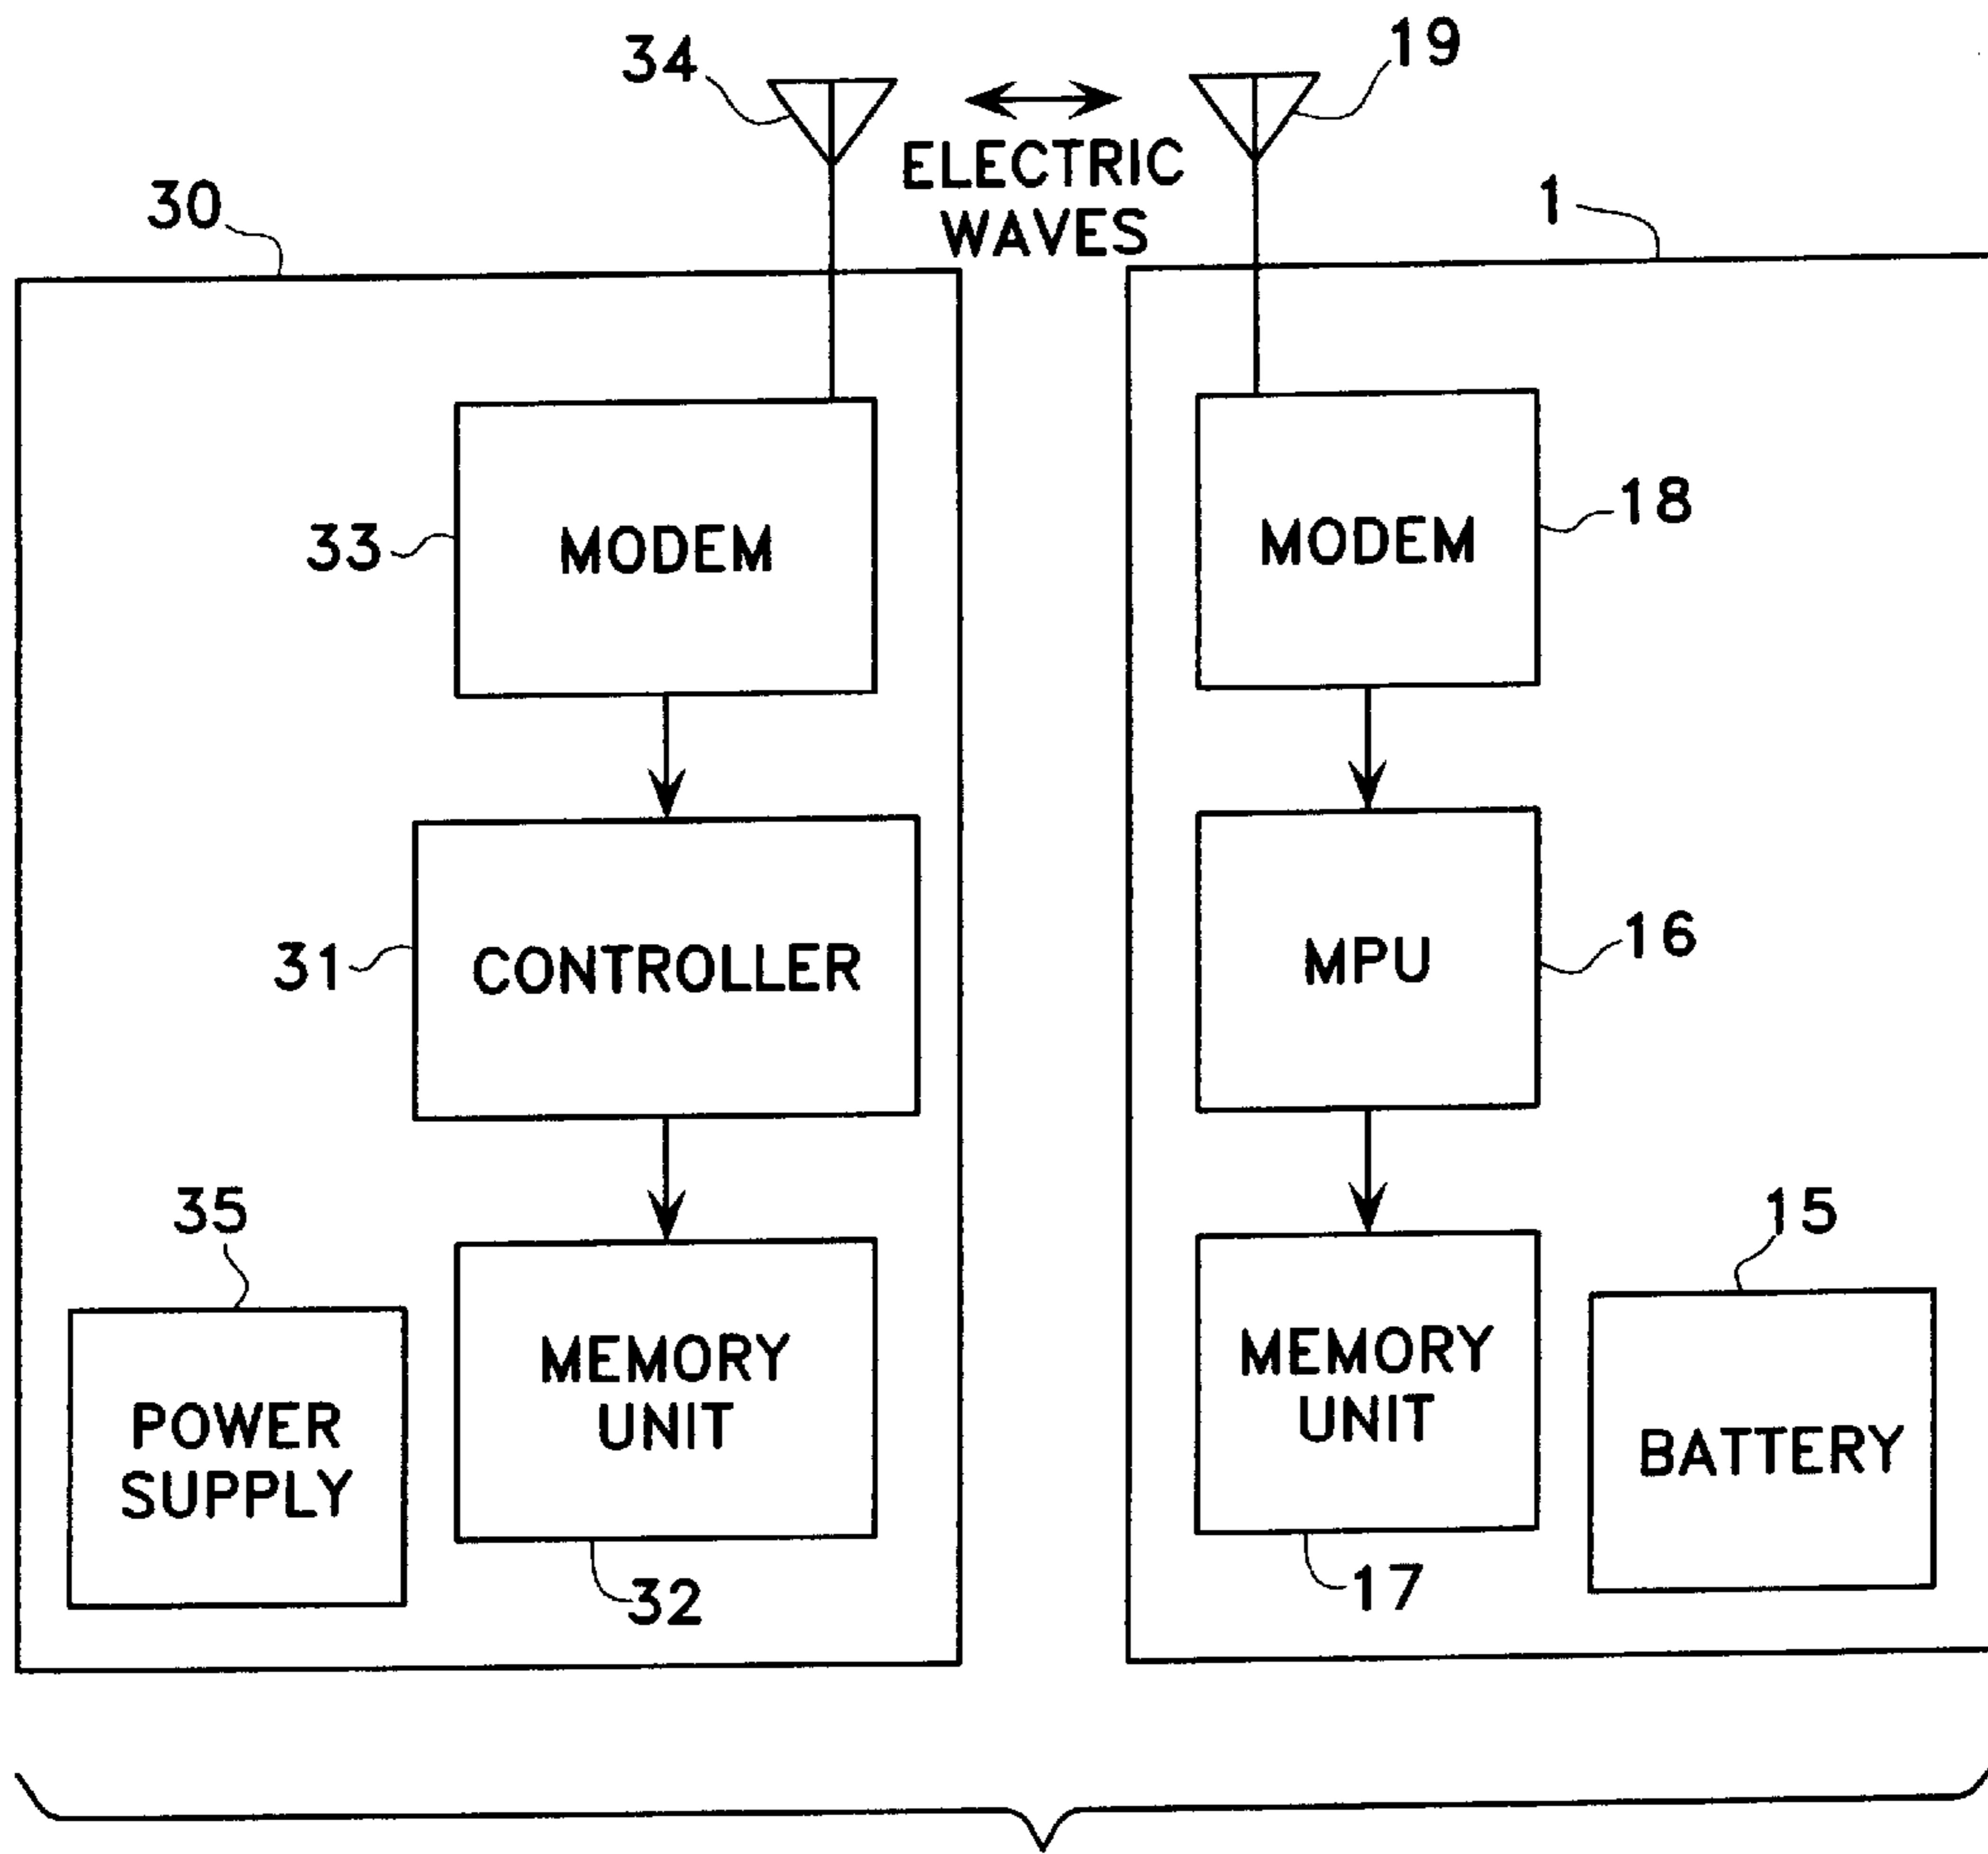 34
19
ELECTRIC
WAVES
30
1
33
MODEM
MODEM
18
31
CONTROLLER
MPU
16
35
15
POWER
SUPPLY
MEMORY
UNIT
MEMORY
UNIT
BATTERY
32
17